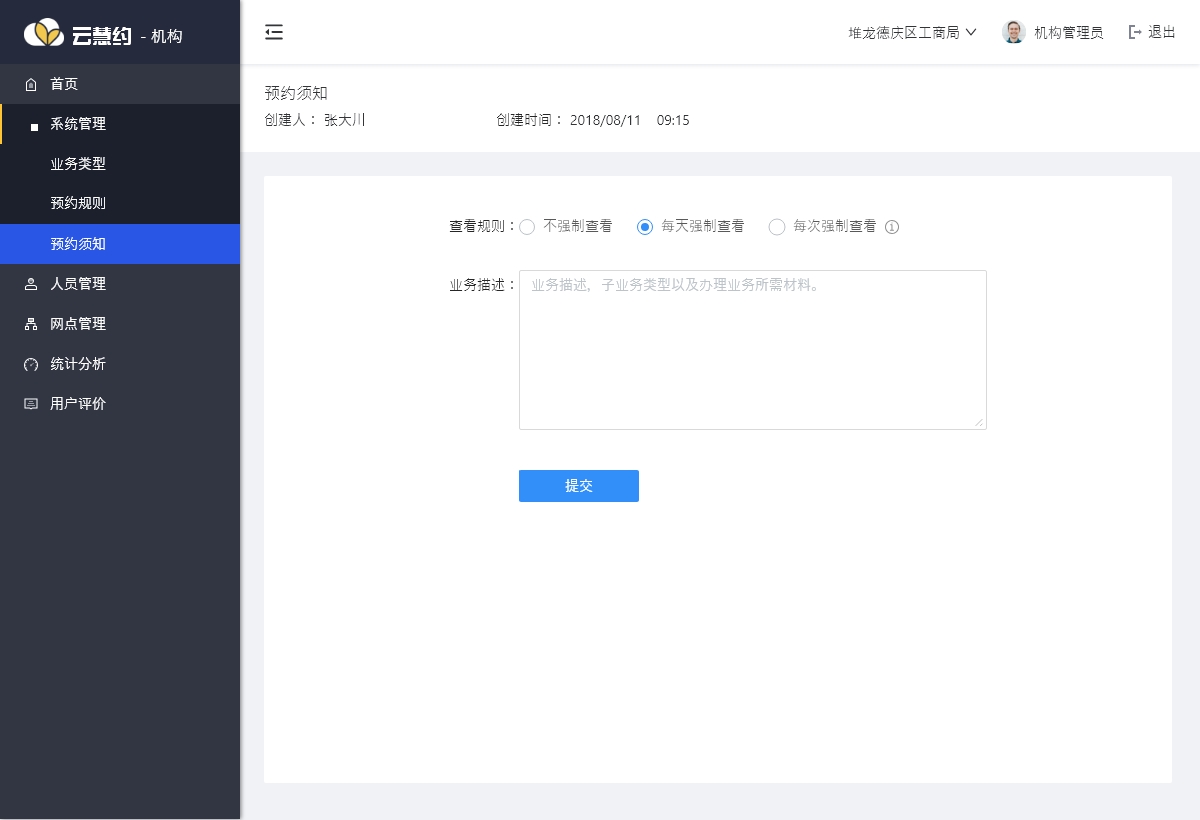 云慧约 - 机构
堆龙德庆区工商局
机构管理员
退出
首页
系统管理
业务类型
预约规则
预约须知
人员管理
网点管理
统计分析
用户评价
预约须知
创建人： 张大川
创建时间： 2018/08/11 09:15
查看规则： 不强制查看 每天强制查看 每次强制查看
业务描述： 业务描述，子业务类型以及办理业务所需材料。
提交